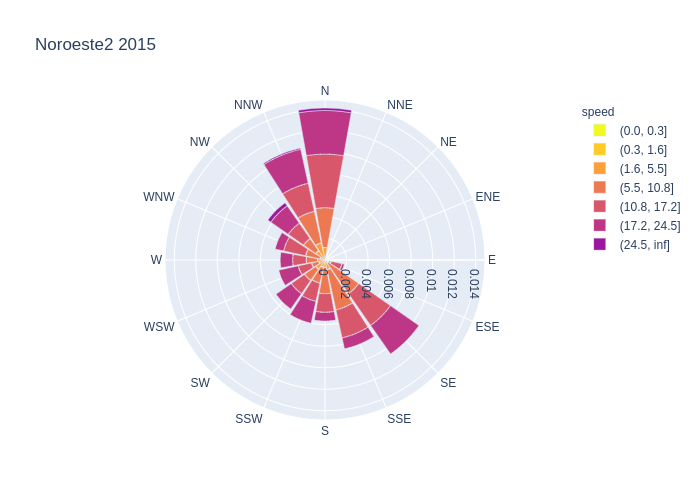 Noroeste2 2015
N
NNE
NE
ENE
E
ESE
SE
SSE
S
SSW
SW
WSW
W
WNW
NW
NNW
0
0.002
0.004
0.006
0.008
0.01
0.012
0.014
speed
(0.0, 0.3]
(0.3, 1.6]
(1.6, 5.5]
(5.5, 10.8]
(10.8, 17.2]
(17.2, 24.5]
(24.5, inf]